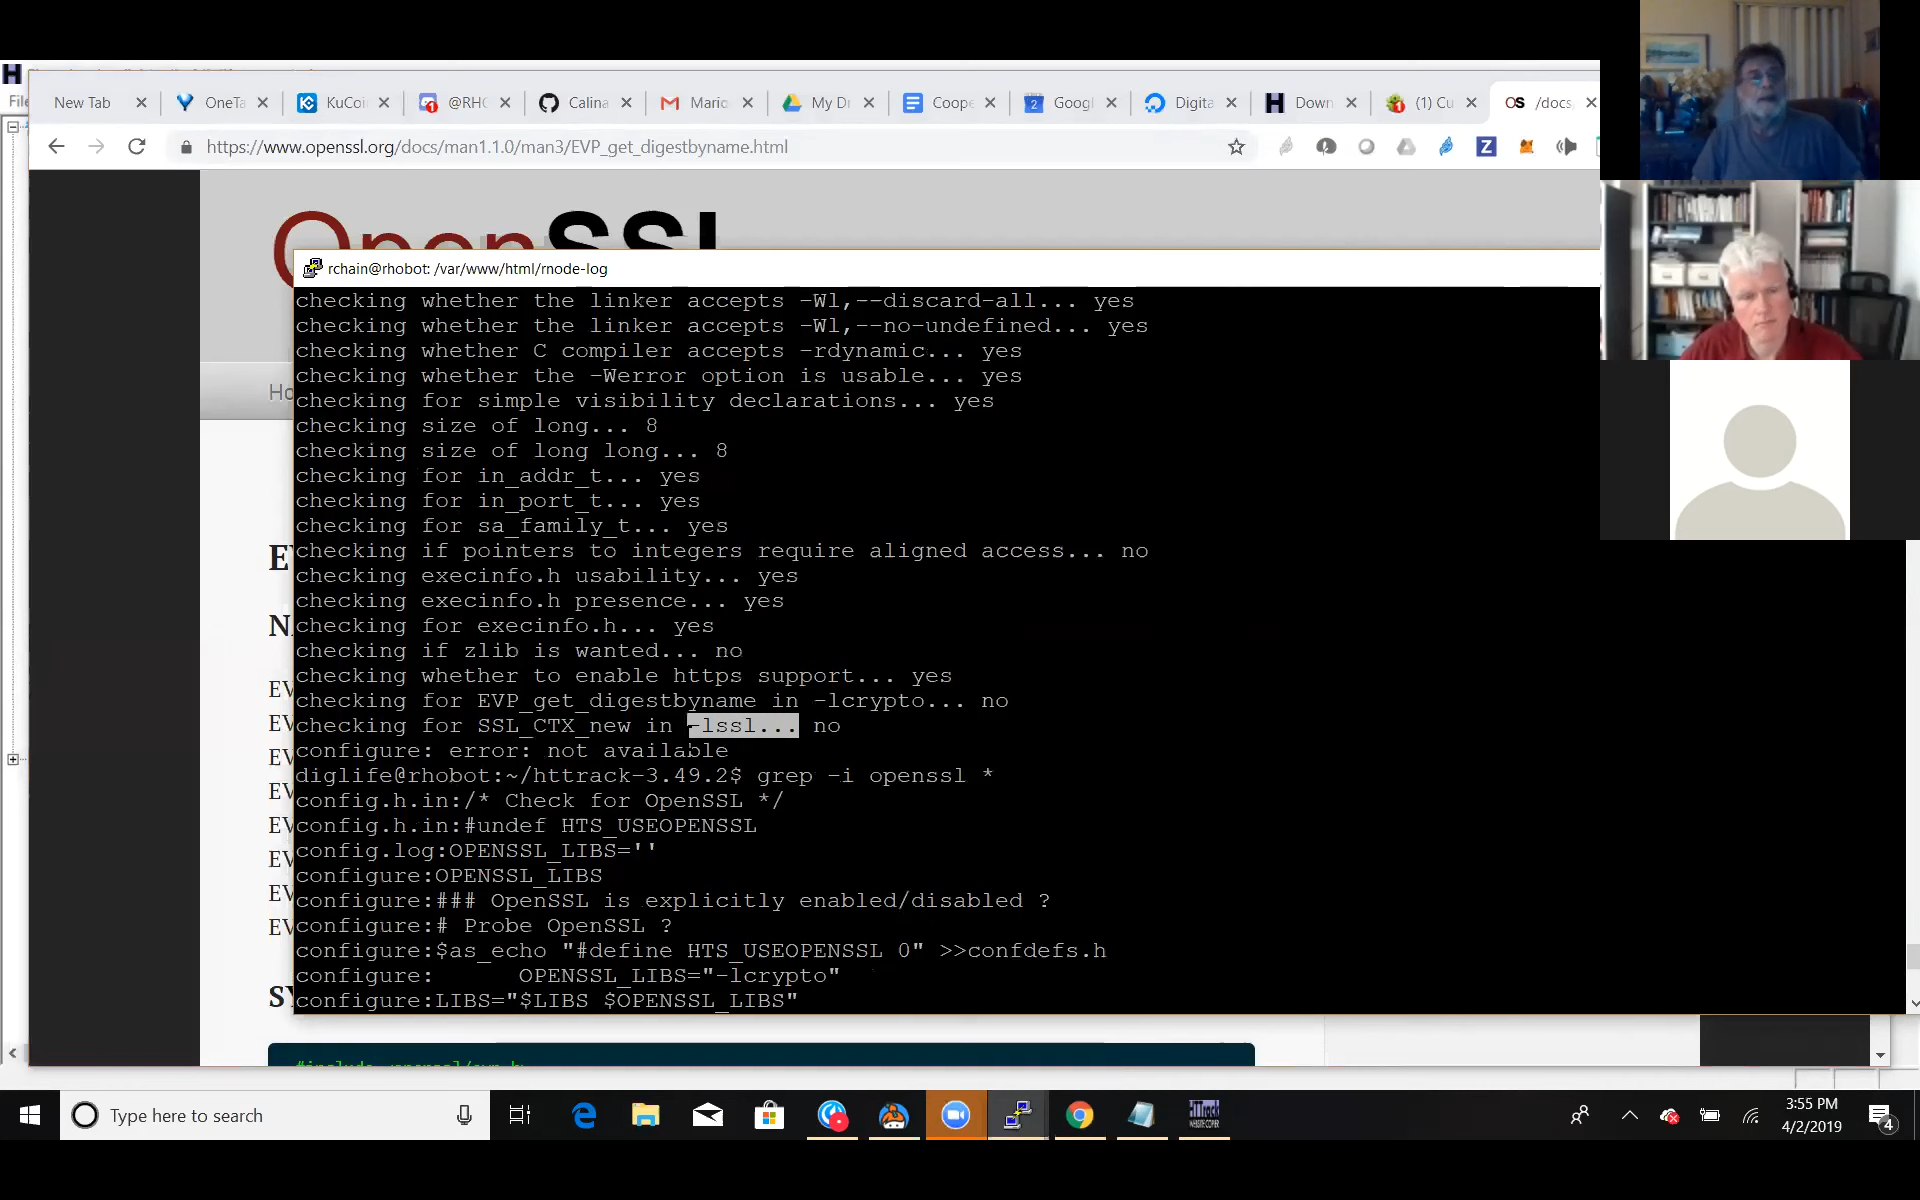 File
New Tab
OneTa
KuCoi
@RHC
Calina
Mario
My Dr
Coope
2
Googl
Digita
Down
(1) Cu
OS /docs
https://www.openssl.org/docs/man1.1.0/man3/EVP_get_digestbyname.html
Z
OpenSSL
rchain@rhobot: /var/www/html/rnode-log
Ho
checking whether the linker accepts -Wl,--discard-all... yes
checking whether the linker accepts -Wl,--no-undefined... yes
checking whether C compiler accepts -rdynamic... yes
checking whether the -Werror option is usable... yes
checking for simple visibility declarations... yes
checking size of long... 8
checking size of long long... 8
checking for in_addr_t... yes
checking for in_port_t... yes
checking for sa_family_t... yes
checking if pointers to integers require aligned access... no
checking execinfo.h usability... yes
checking execinfo.h presence... yes
checking for execinfo.h... yes
checking if zlib is wanted... no
checking whether to enable https support... yes
checking for EVP_get_digestbyname in -lcrypto... no
checking for SSL_CTX_new in -lssl... no
configure: error: not available
diglife@rhobot:~/httrack-3.49.2$ grep -i openssl *
config.h.in:/* Check for OpenSSL */
config.h.in:#undef HTS_USEOPENSSL
config.log:OPENSSL_LIBS=''
configure:OPENSSL_LIBS
configure:### OpenSSL is explicitly enabled/disabled ?
configure:# Probe OpenSSL ?
configure:$as_echo "#define HTS_USEOPENSSL 0" >>confdefs.h
configure:      OPENSSL_LIBS="-lcrypto"
configure:LIBS="$LIBS $OPENSSL_LIBS"
Type here to search
HTTrack
WEBSITE COPIER
3:55 PM
4/2/2019
4